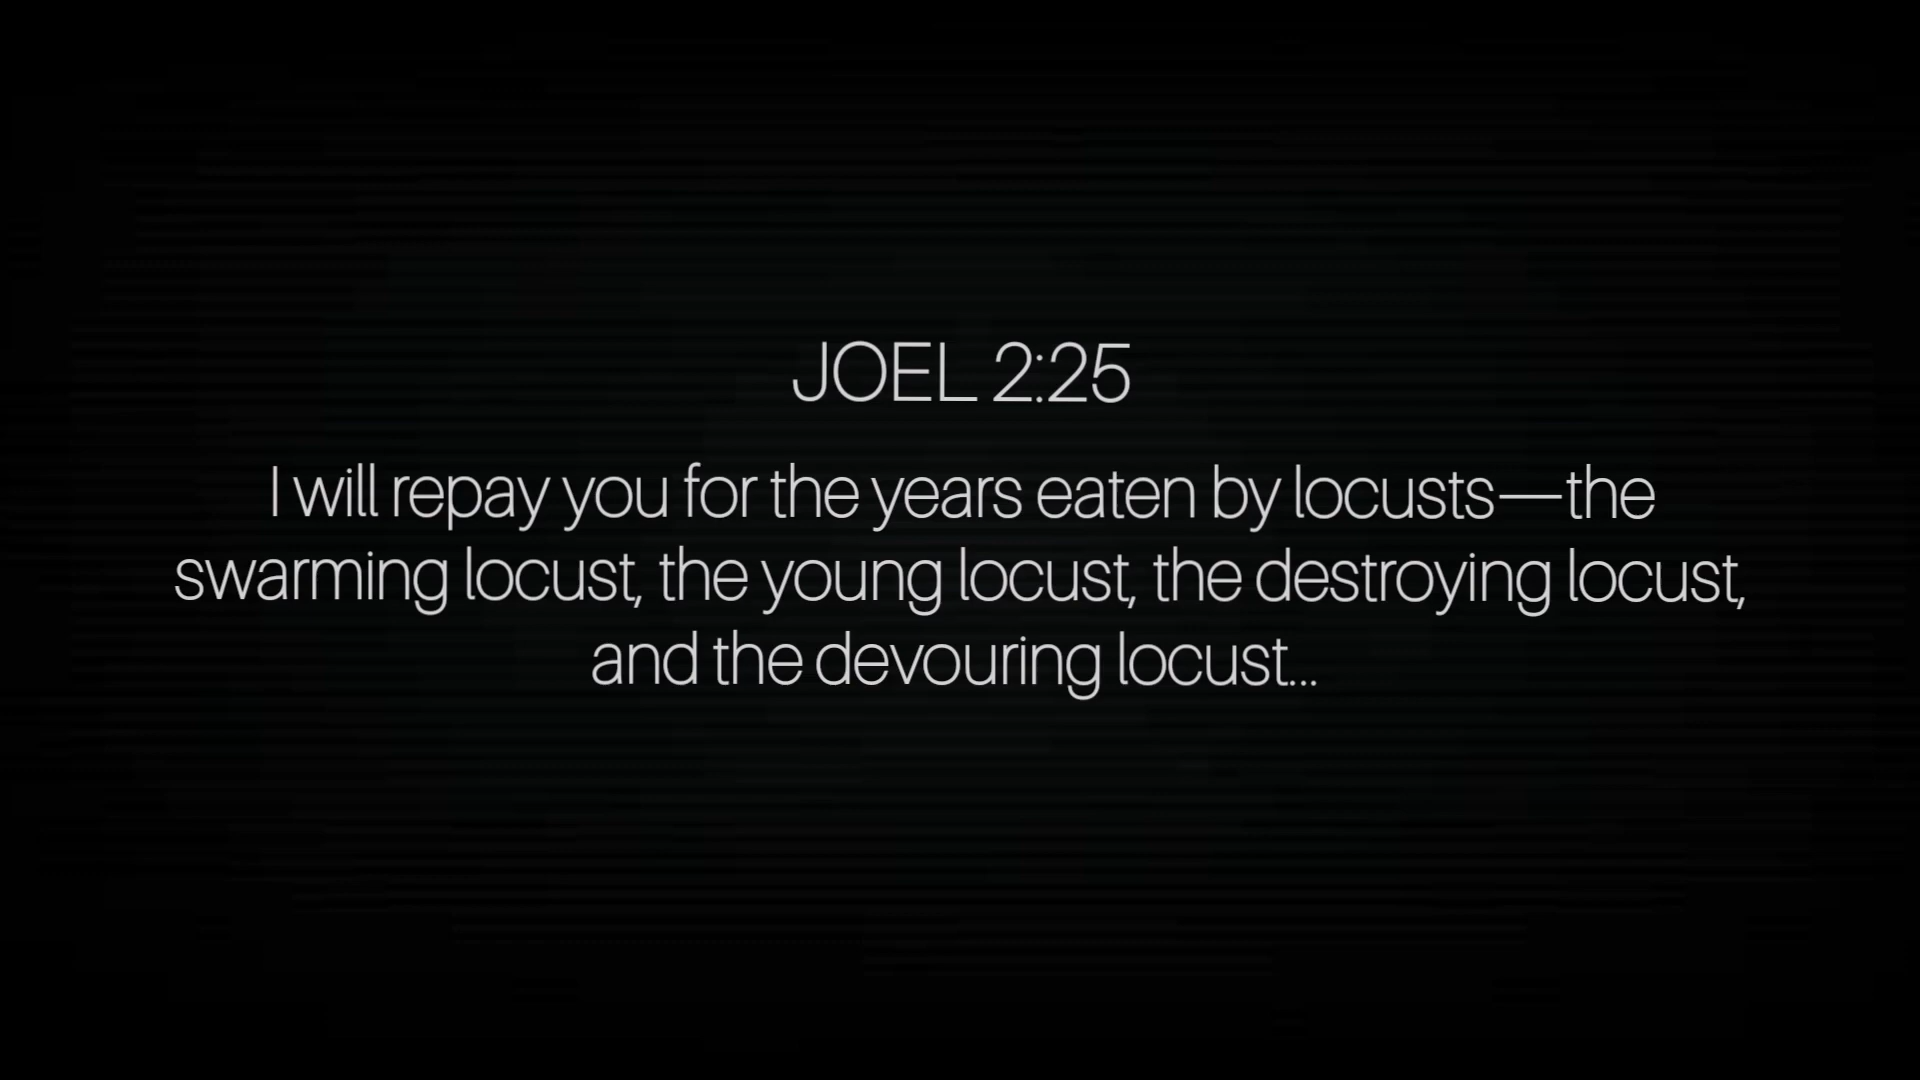 JOEL 2:25
I will repay you for the years eaten by locusts—the
swarming locust, the young locust, the destroying locust,
and the devouring locust...